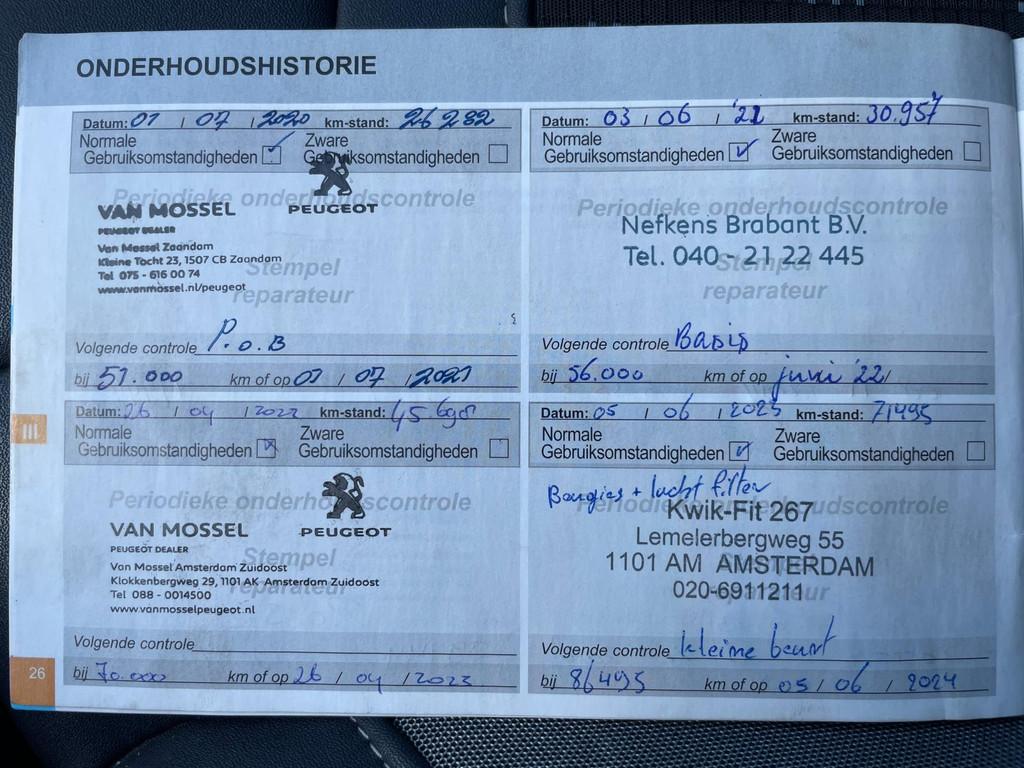 ONDERHOUDSHISTORIE
Datum: 01 / 07 / 2020 km-stand: 26282
Normale
Gebruiksomstandigheden
Zware
Gebruiksomstandigheden
Periodieke onderhoudscontrole
VAN MOSSEL
PEUGEOT DEALER
PEUGEOT
Van Mossel Zaandam
Kleine Tocht 23, 1507 CB Zaandam
Tel 075 - 616 00 74
www.vanmossel.nl/peugeot
Stempel
reparateur
Volgende controle P.O.B
bij 51.000 km of op 01 / 07 / 2021
Datum: 03 / 06 / '21 km-stand: 30.957
Normale
Gebruiksomstandigheden
Zware
Gebruiksomstandigheden
Periodieke onderhoudscontrole
Nefkens Brabant B.V.
Tel. 040 - 21 22 445
Stempel
reparateur
Volgende controle Basis
bij 56.000 km of op juni '22/
III
Datum: 26 / 04 / 2022 km-stand: 45.698
Normale
Gebruiksomstandigheden
Zware
Gebruiksomstandigheden
Periodieke onderhoudscontrole
VAN MOSSEL
PEUGEOT DEALER
PEUGEOT
Van Mossel Amsterdam Zuidoost
Klokkenbergweg 29, 1101 AK Amsterdam Zuidoost
Tel 088 - 0014500
www.vanmosselpeugeot.nl
Stempel
reparateur
Volgende controle
bij 70.000 km of op 26 / 04 / 2023
Datum: 05 / 06 / 2023 km-stand: 71495
Normale
Gebruiksomstandigheden
Zware
Gebruiksomstandigheden
Bougies + lucht filter
Periodieke onderhoudscontrole
Kwik-Fit 267
Lemelerbergweg 55
1101 AM AMSTERDAM
020-6911211
Stempel
reparateur
Volgende controle kleine beurt
bij 86495 km of op 05 / 06 / 2024
26